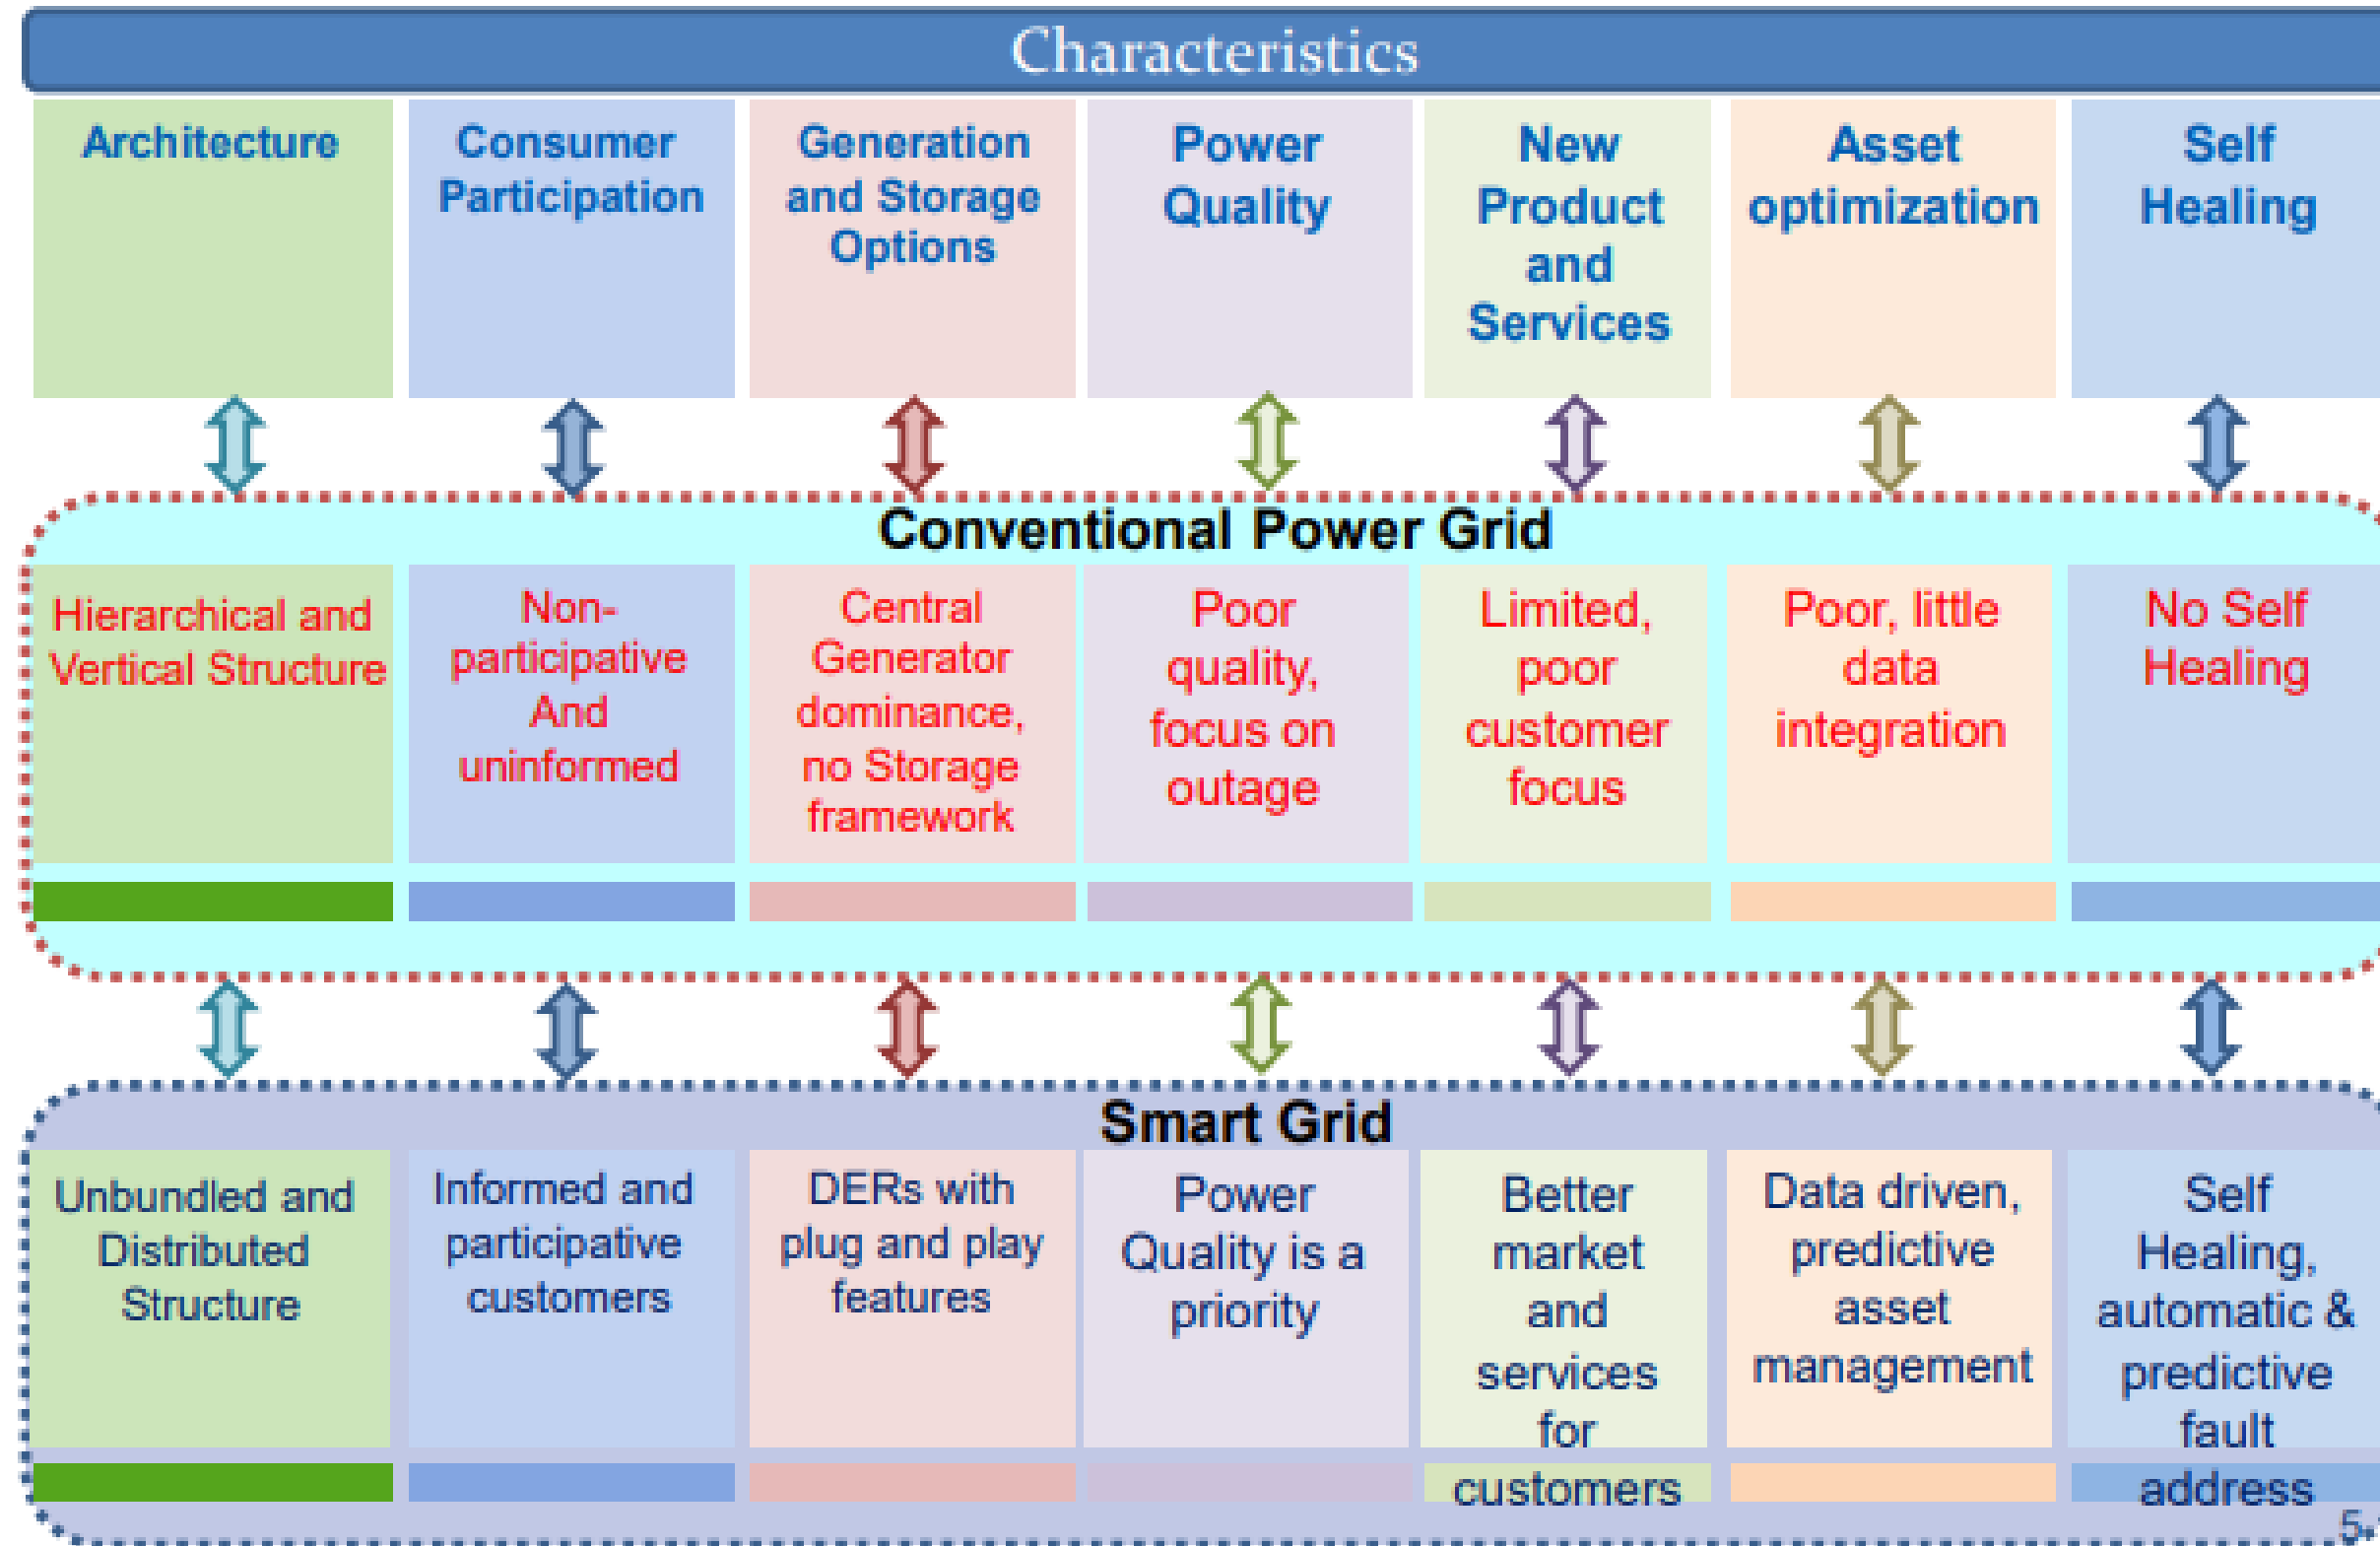 Characteristics
Architecture
Consumer
Participation
Generation
and Storage
Options
Power
Quality
New
Product
and
Services
Asset
optimization
Self
Healing
Conventional Power Grid
Hierarchical and
Vertical Structure
Non-
participative
And
uninformed
Central
Generator
dominance,
no Storage
framework
Poor
quality,
focus on
outage
Limited,
poor
customer
focus
Poor, little
data
integration
No Self
Healing
Smart Grid
Unbundled and
Distributed
Structure
Informed and
participative
customers
DERs with
plug and play
features
Power
Quality is a
priority
Better
market
and
services
for
customers
Data driven,
predictive
asset
management
Self
Healing,
automatic &
predictive
fault
address